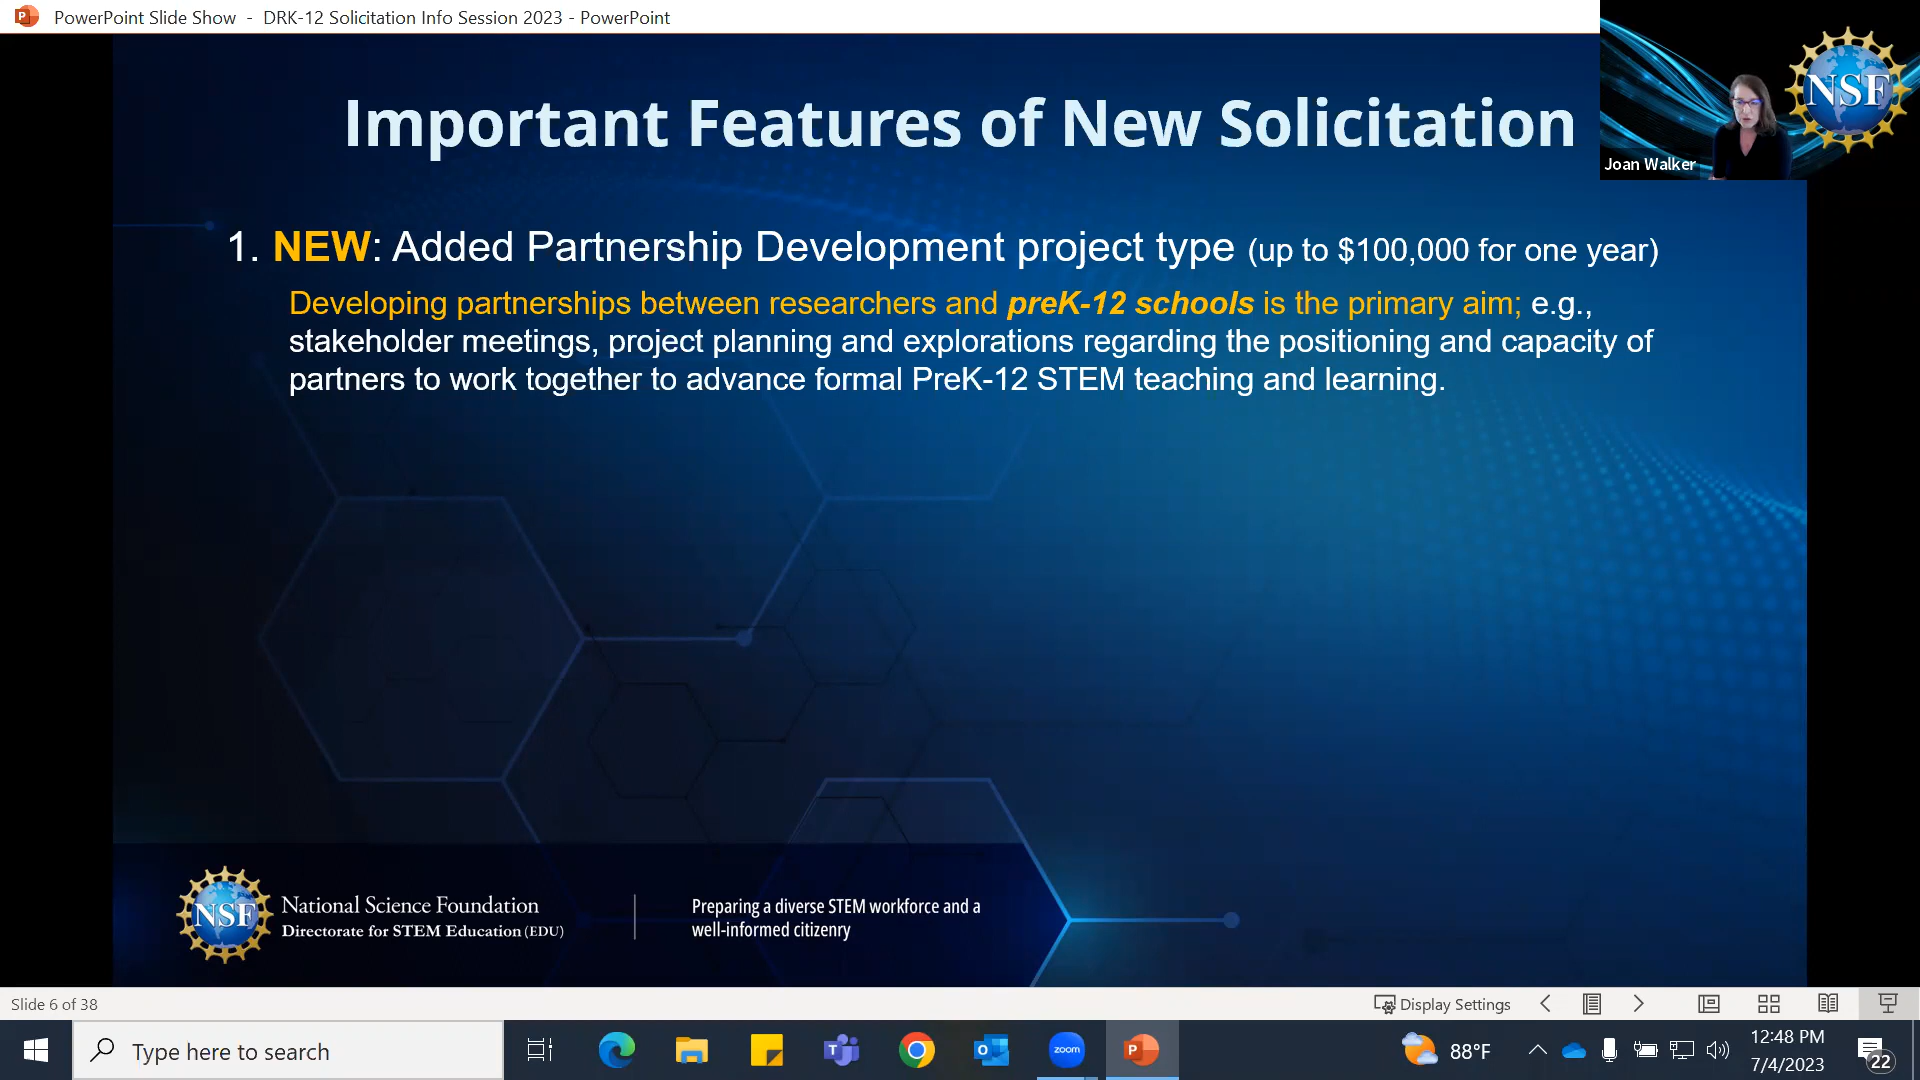 PowerPoint Slide Show - DRK-12 Solicitation Info Session 2023 - PowerPoint
NSF
Joan Walker
Important Features of New Solicitation
1. NEW: Added Partnership Development project type (up to $100,000 for one year)
Developing partnerships between researchers and preK-12 schools is the primary aim; e.g.,
stakeholder meetings, project planning and explorations regarding the positioning and capacity of
partners to work together to advance formal PreK-12 STEM teaching and learning.
NSF
National Science Foundation
Directorate for STEM Education (EDU)
Preparing a diverse STEM workforce and a
well-informed citizenry
Slide 6 of 38
Display Settings
Type here to search
zoom
88°F
12:48 PM
7/4/2023
22